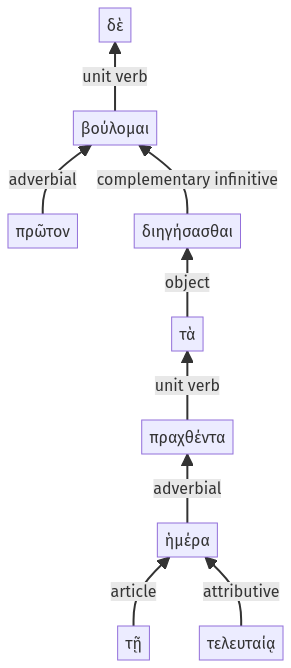 δὲ
unit verb
βούλομαι
adverbial complementary infinitive
πρῶτον διηγήσασθαι
object
τὰ
unit verb
πραχθέντα
adverbial
ἡμέρα
article attributive
τῇ τελευταίᾳ